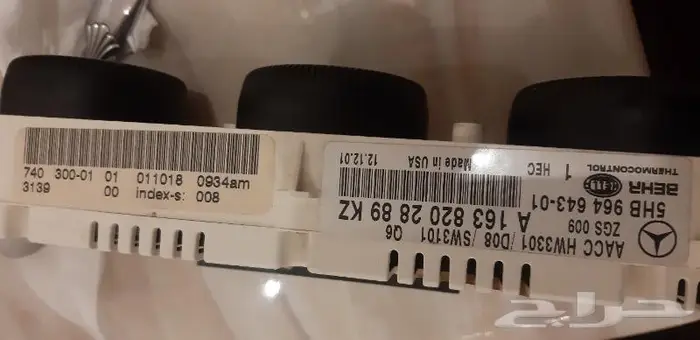 740 300-01 01 011018 0934am
3139 00 index-s: 008
AACC HW3301 /D08 /SW3101 Q6
ZGS 009
A 163 820 28 89 KZ
5HB 964 643-01
BEHR HELLA
THERMOCONTROL
1 HEC
Made in USA 12.12.01
حراج